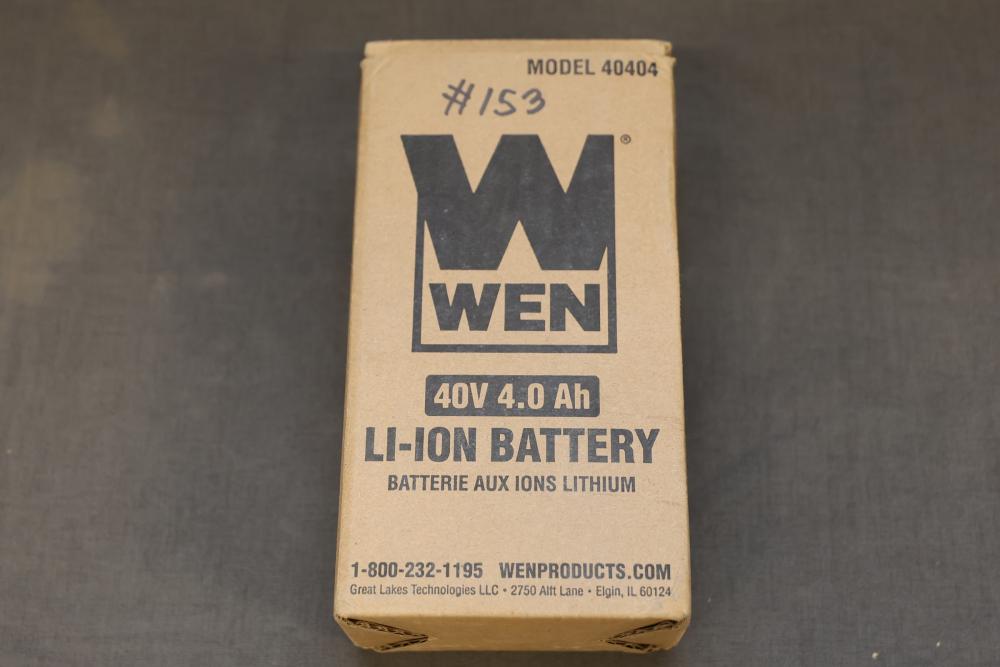 MODEL 40404
#153
W®
WEN
40V 4.0 Ah
LI-ION BATTERY
BATTERIE AUX IONS LITHIUM
1-800-232-1195 WENPRODUCTS.COM
Great Lakes Technologies LLC • 2750 Alft Lane • Elgin, IL 60124